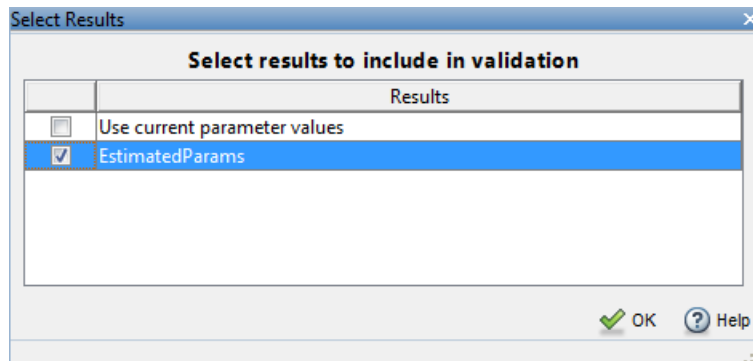 Select Results
Select results to include in validation
Results
Use current parameter values
EstimatedParams
OK
Help